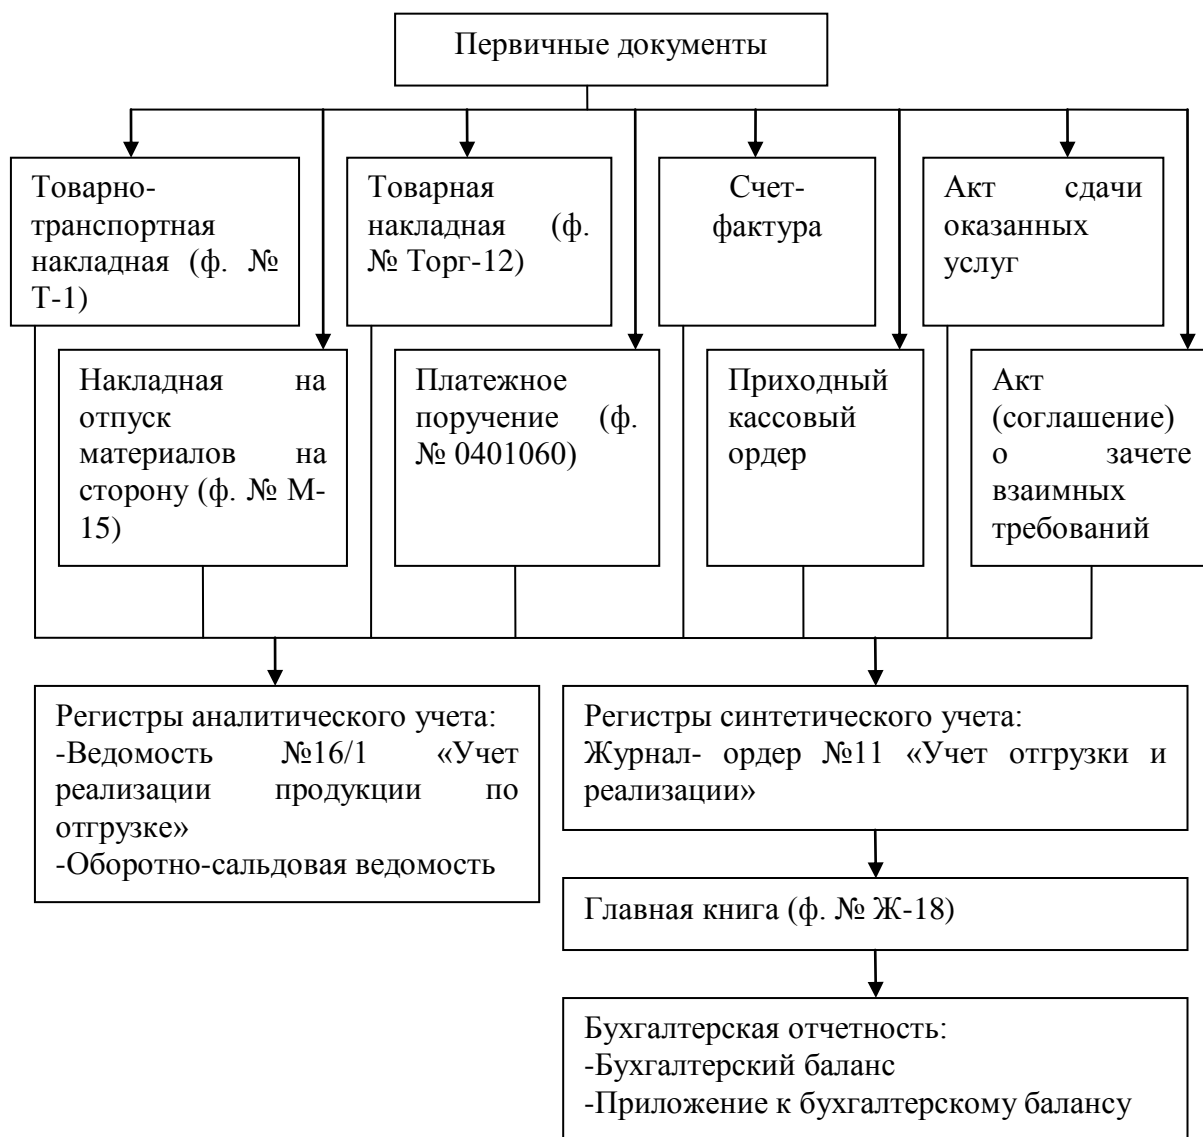 Первичные документы
Товарно-
транспортная
накладная (ф. №
Т-1)
Товарная
накладная (ф.
№ Торг-12)
Счет-
фактура
Акт сдачи
оказанных
услуг
Накладная на
отпуск
материалов на
сторону (ф. № М-
15)
Платежное
поручение (ф.
№ 0401060)
Приходный
кассовый
ордер
Акт
(соглашение)
о зачете
взаимных
требований
Регистры аналитического учета:
-Ведомость №16/1 «Учет
реализации продукции по
отгрузке»
-Оборотно-сальдовая ведомость
Регистры синтетического учета:
Журнал- ордер №11 «Учет отгрузки и
реализации»
Главная книга (ф. № Ж-18)
Бухгалтерская отчетность:
-Бухгалтерский баланс
-Приложение к бухгалтерскому балансу